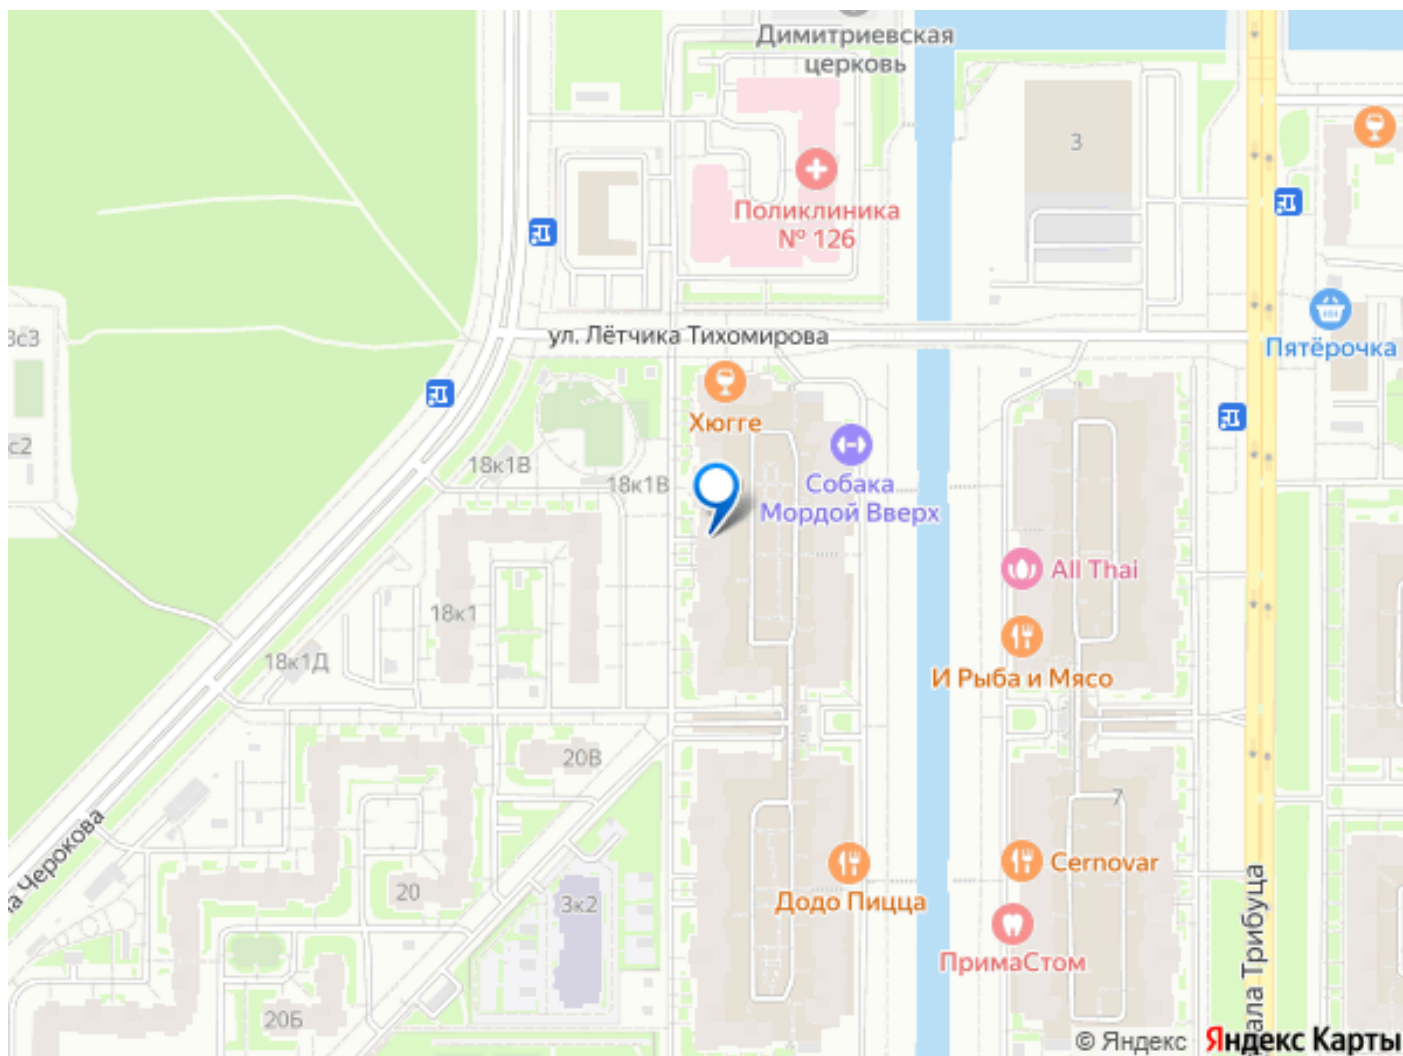 Димитриевская
церковь
3
Поликлиника
№ 126
ул. Лётчика Тихомирова
3с3
Пятёрочка
Хюгге
с2
18к1В
18к1В
Собака
Мордой Вверх
All Thai
18к1
18к1Д
И Рыба и Мясо
20В
7
Черокова
Cernovar
20
3к2
Додо Пицца
ПримаСтом
ала Трибуца
20Б
© Яндекс Яндекс Карты